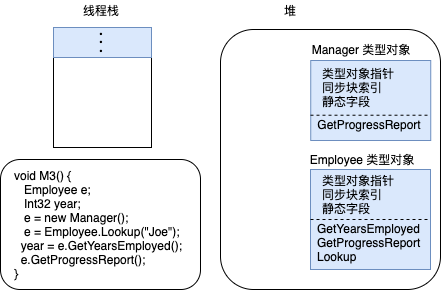 线程栈
堆
Manager 类型对象
类型对象指针
同步块索引
静态字段
GetProgressReport
Employee 类型对象
类型对象指针
同步块索引
静态字段
GetYearsEmployed
GetProgressReport
Lookup
void M3() {
Employee e;
Int32 year;
e = new Manager();
e = Employee.Lookup("Joe");
year = e.GetYearsEmployed();
e.GetProgressReport();
}